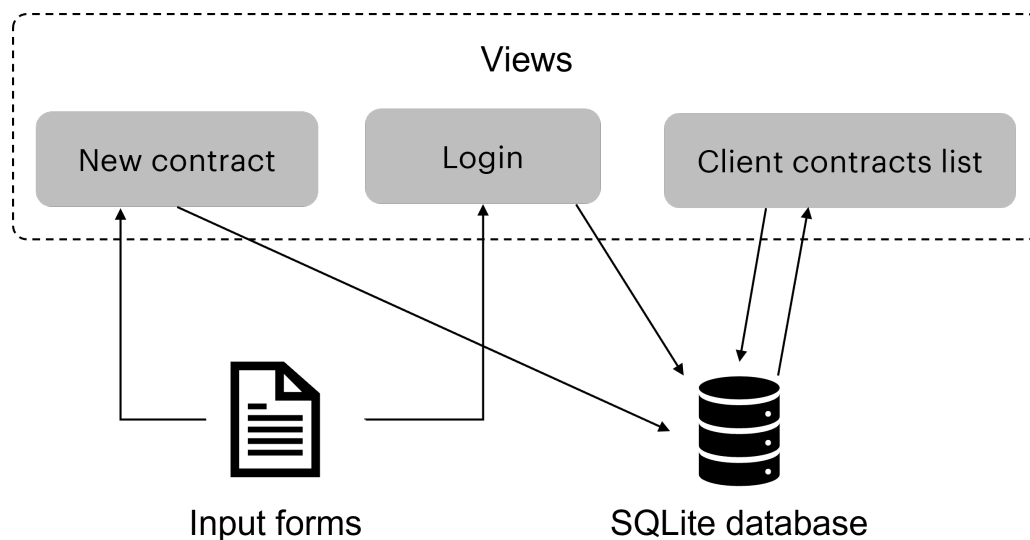 Views
New contract
Login
Client contracts list
Input forms
SQLite database